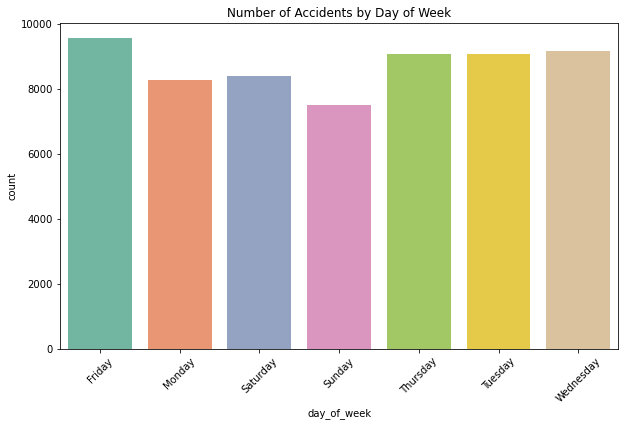 Number of Accidents by Day of Week
10000
8000
6000
4000
2000
0
count
Friday
Monday
Saturday
Sunday
Thursday
Tuesday
Wednesday
day_of_week